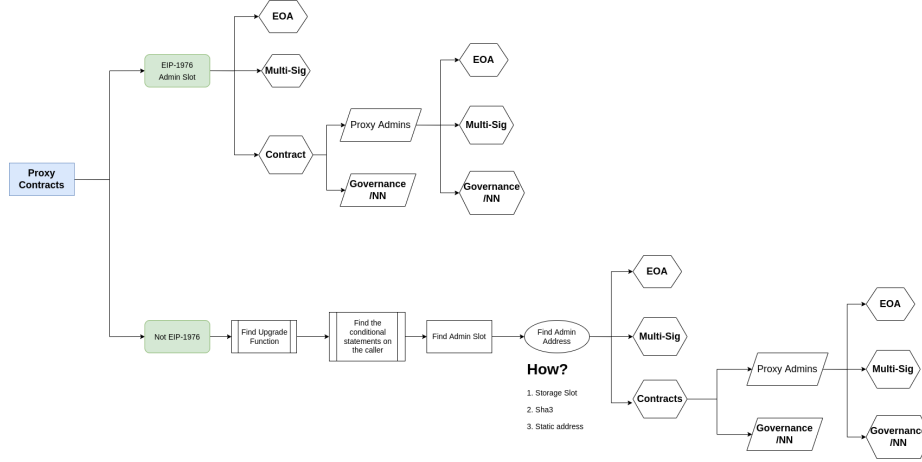 EOA
EIP-1976
Admin Slot
Multi-Sig
Contract
Proxy Admins
EOA
Multi-Sig
Governance
/NN
Governance
/NN
Proxy
Contracts
Not EIP-1976
Find Upgrade
Function
Find the
conditional
statements on
the caller
Find Admin Slot
Find Admin
Address
How?
1. Storage Slot
2. Sha3
3. Static address
EOA
Multi-Sig
Contracts
Proxy Admins
Governance
/NN
EOA
Multi-Sig
Governance
/NN